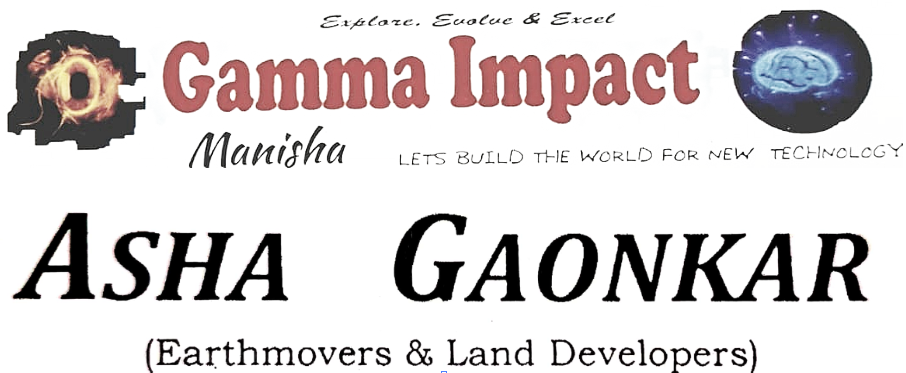 Explore. Evolve & Excel
Gamma Impact
Manisha LETS BUILD THE WORLD FOR NEW TECHNOLOGY
ASHA GAONKAR
(Earthmovers & Land Developers)